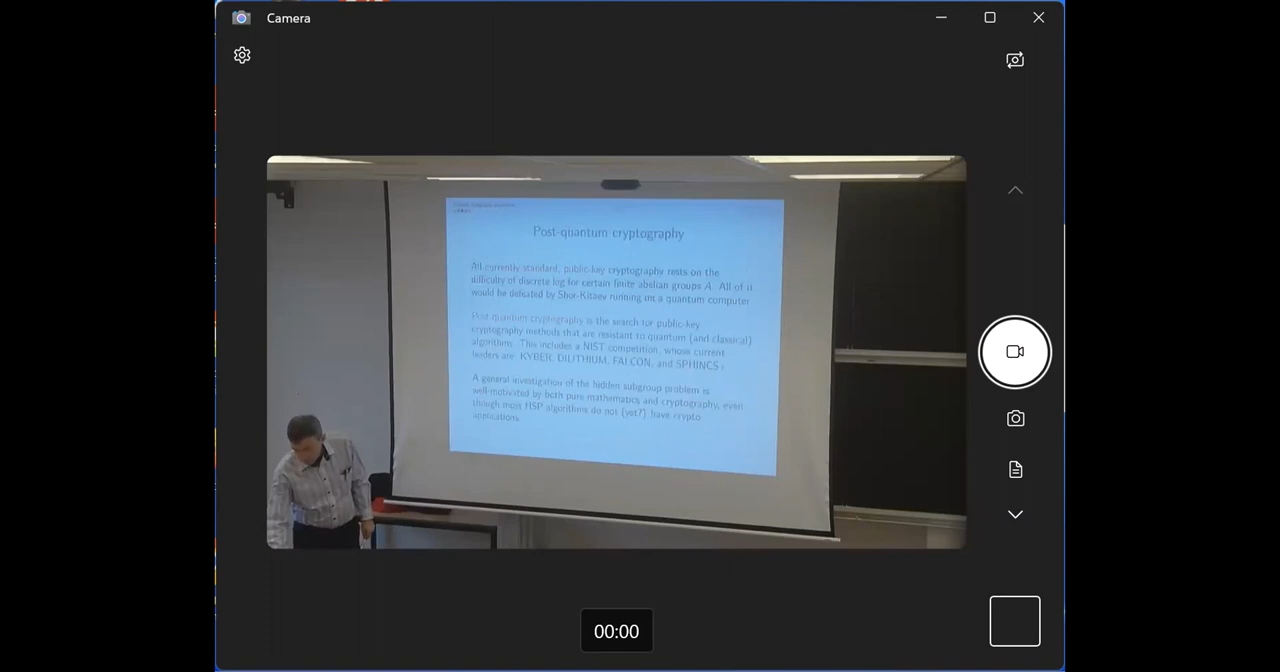 Camera
Post-quantum cryptography
All currently standard, public-key cryptography rests on the
difficulty of discrete log for certain finite abelian groups A. All of it
would be defeated by Shor-Kitaev running on a quantum computer
Post-quantum cryptography is the search for public-key
cryptography methods that are resistant to quantum (and classical)
algorithms. This includes a NIST competition, whose current
leaders are KYBER, DILITHIUM, FALCON, and SPHINCS+
A general investigation of the hidden subgroup problem is
well-motivated by both pure mathematics and cryptography, even
though most HSP algorithms do not (yet?) have crypto
applications
00:00